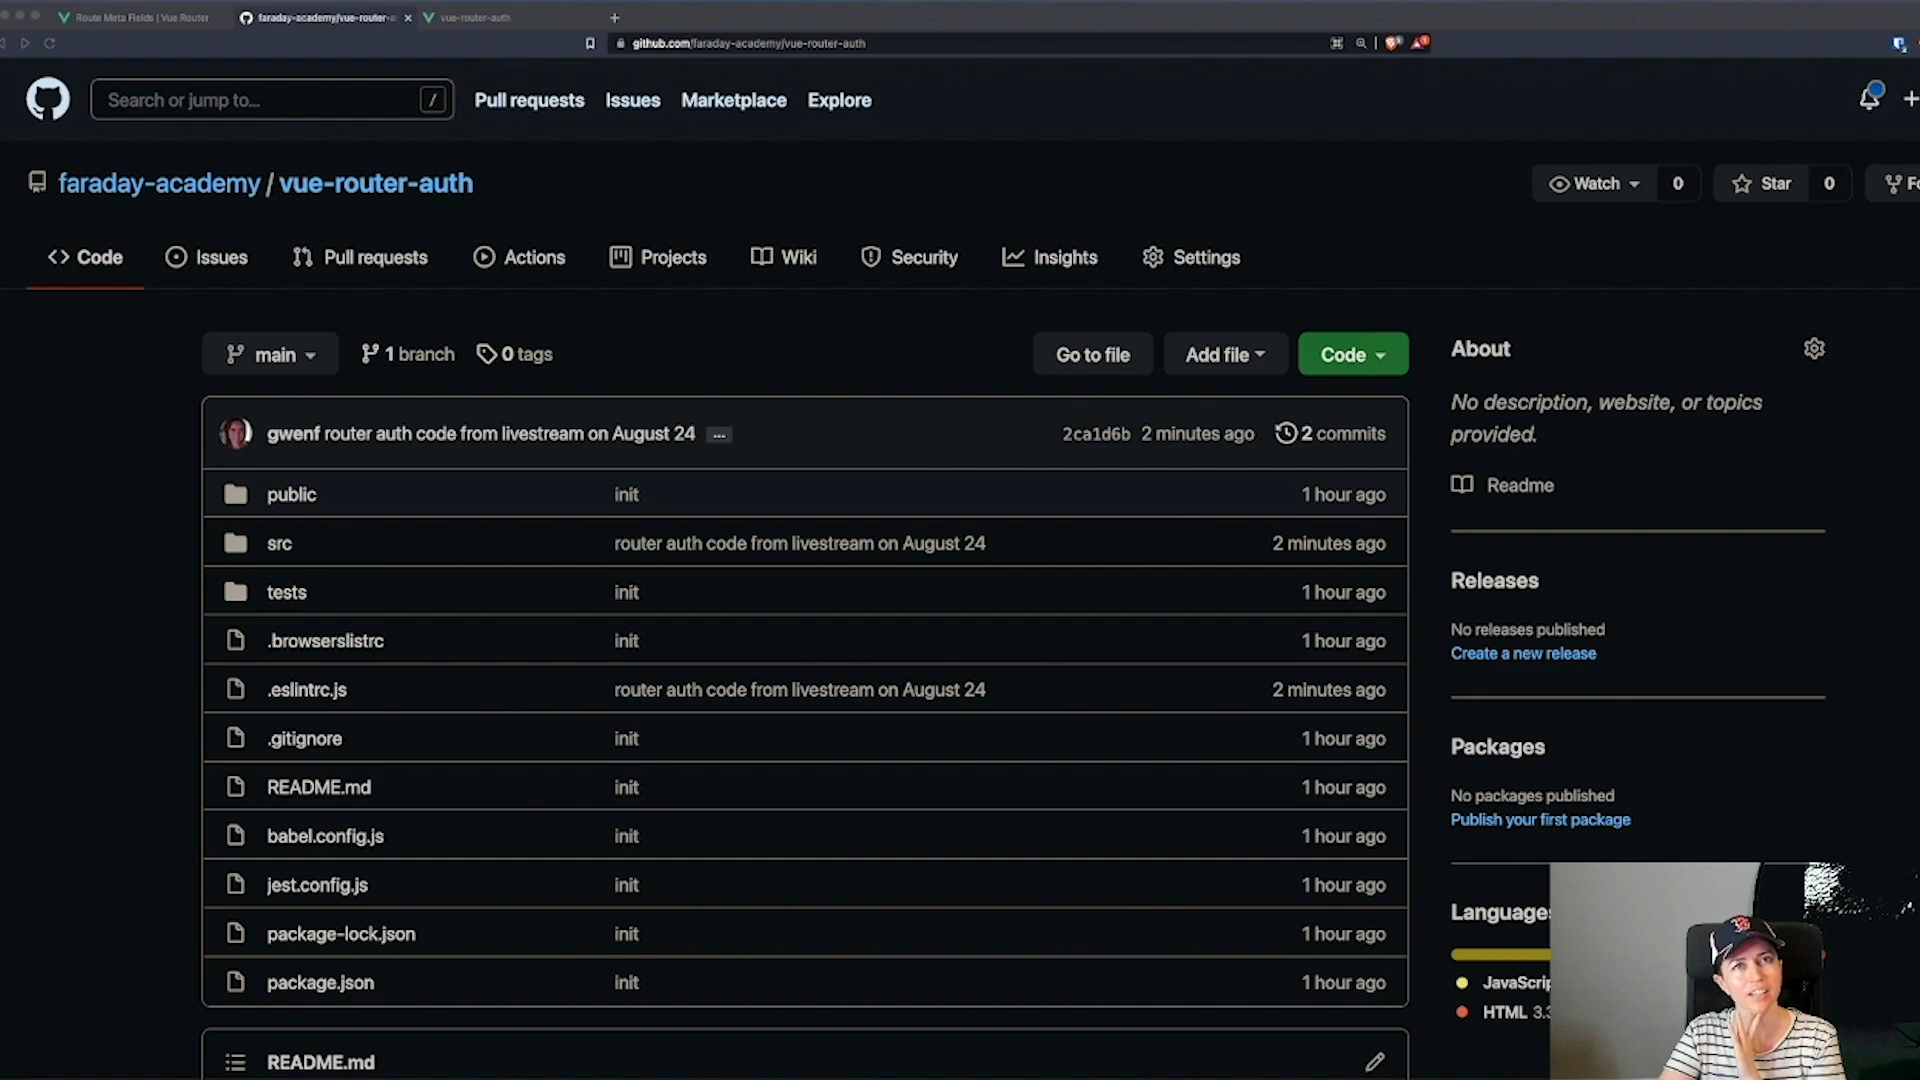 Route Meta Fields | Vue Router
faraday-academy/vue-router-
vue-router-auth
github.com/faraday-academy/vue-router-auth
Search or jump to...
/
Pull requests
Issues
Marketplace
Explore
faraday-academy / vue-router-auth
Watch
0
Star
0
Fo
Code
Issues
Pull requests
Actions
Projects
Wiki
Security
Insights
Settings
main
1 branch
0 tags
Go to file
Add file
Code
gwenf router auth code from livestream on August 24
...
2ca1d6b 2 minutes ago
2 commits
public init 1 hour ago
src router auth code from livestream on August 24 2 minutes ago
tests init 1 hour ago
.browserslistrc init 1 hour ago
.eslintrc.js router auth code from livestream on August 24 2 minutes ago
.gitignore init 1 hour ago
README.md init 1 hour ago
babel.config.js init 1 hour ago
jest.config.js init 1 hour ago
package-lock.json init 1 hour ago
package.json init 1 hour ago
README.md
About
No description, website, or topics
provided.
Readme
Releases
No releases published
Create a new release
Packages
No packages published
Publish your first package
Languages
JavaScrip
HTML 3.3